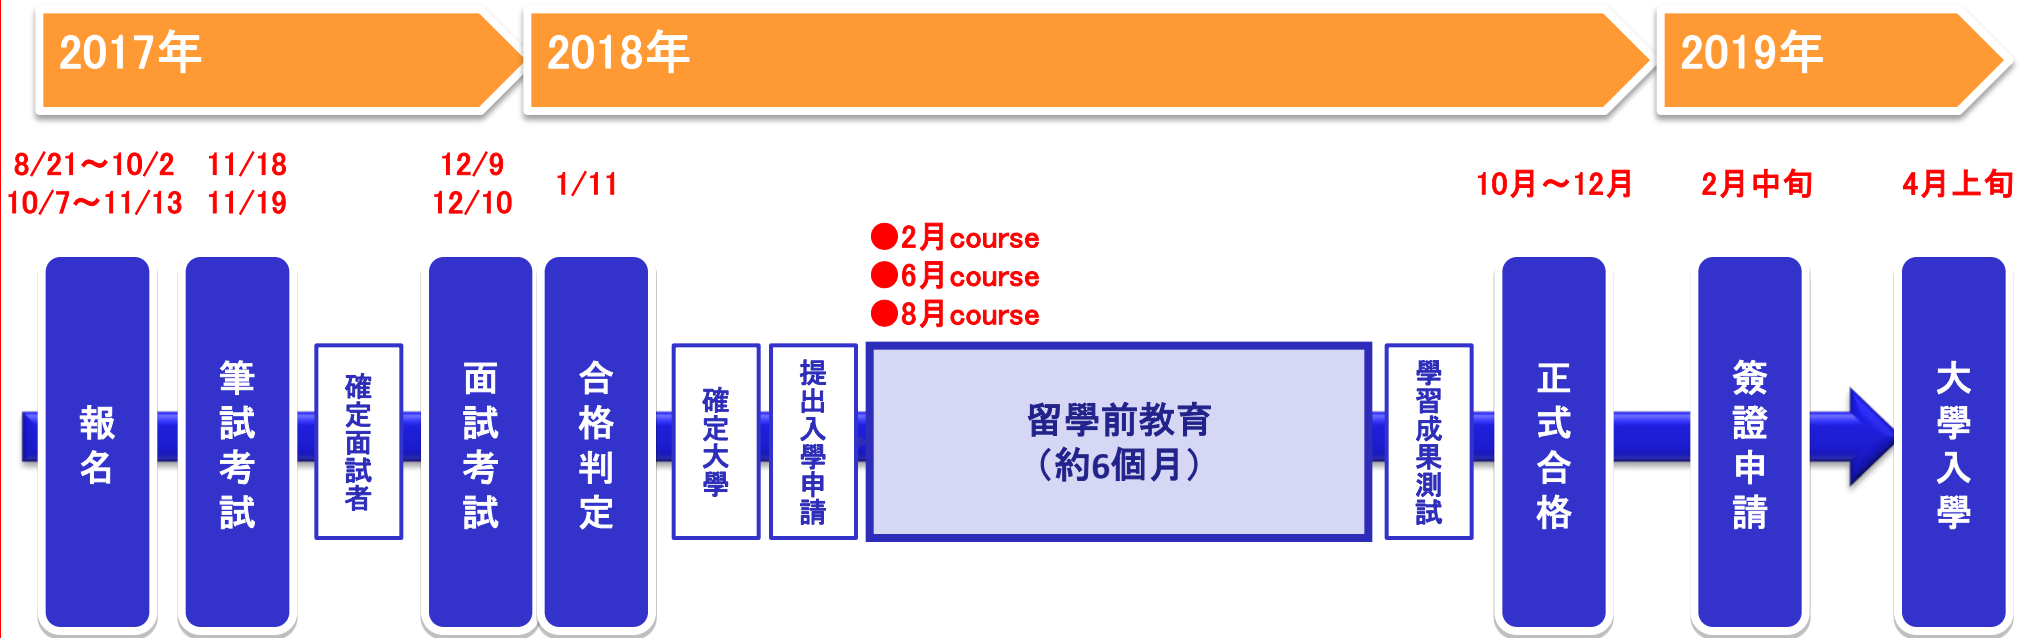 2017年
2018年
2019年
8/21～10/2
10/7～11/13
11/18
11/19
12/9
12/10
1/11
10月～12月
2月中旬
4月上旬
●2月course
●6月course
●8月course
報名
筆試考試
確定面試者
面試考試
合格判定
確定大學
提出入學申請
留學前教育
（約6個月）
學習成果測試
正式合格
簽證申請
大學入學